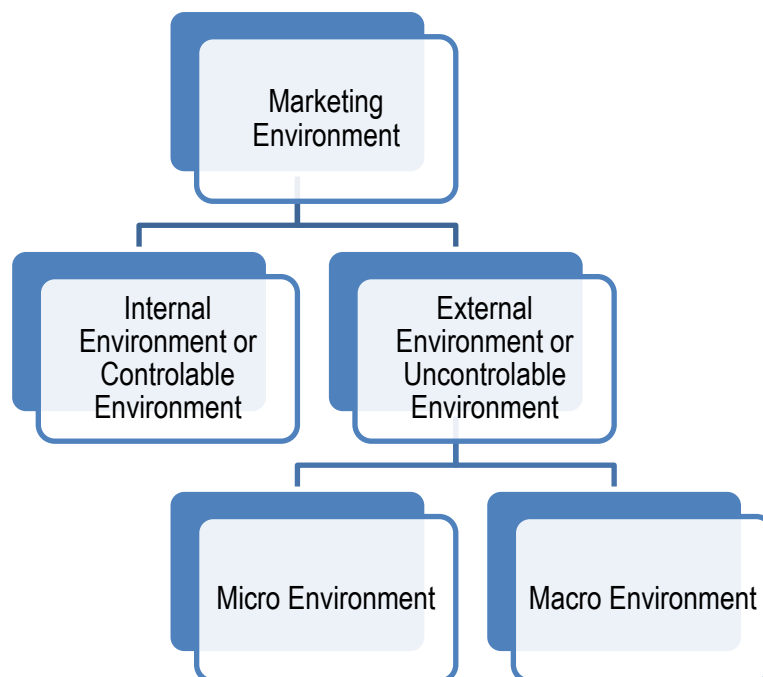 Marketing
Environment
Internal
Environment or
Controlable
Environment
External
Environment or
Uncontrolable
Environment
Micro Environment
Macro Environment